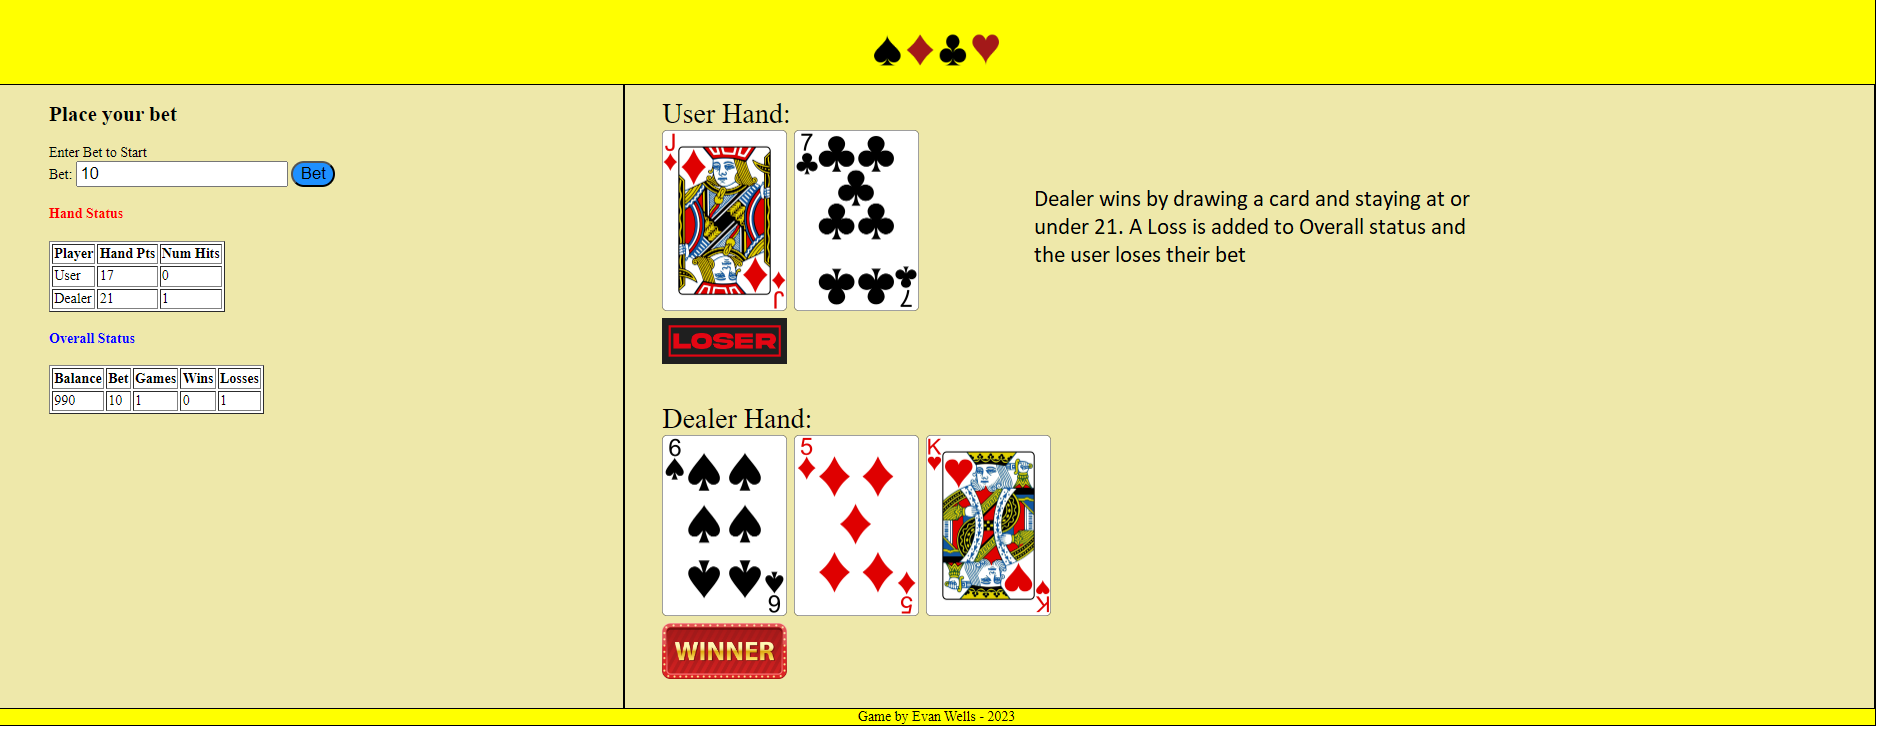 Place your bet
Enter Bet to Start
Bet: 10 Bet
Hand Status
Player Hand Pts Num Hits
User 17 0
Dealer 21 1
Overall Status
Balance Bet Games Wins Losses
990 10 1 0 1
User Hand:
J 7
J 7
LOSER
Dealer wins by drawing a card and staying at or
under 21. A Loss is added to Overall status and
the user loses their bet
Dealer Hand:
6 5 K
6 5 K
WINNER
Game by Evan Wells - 2023